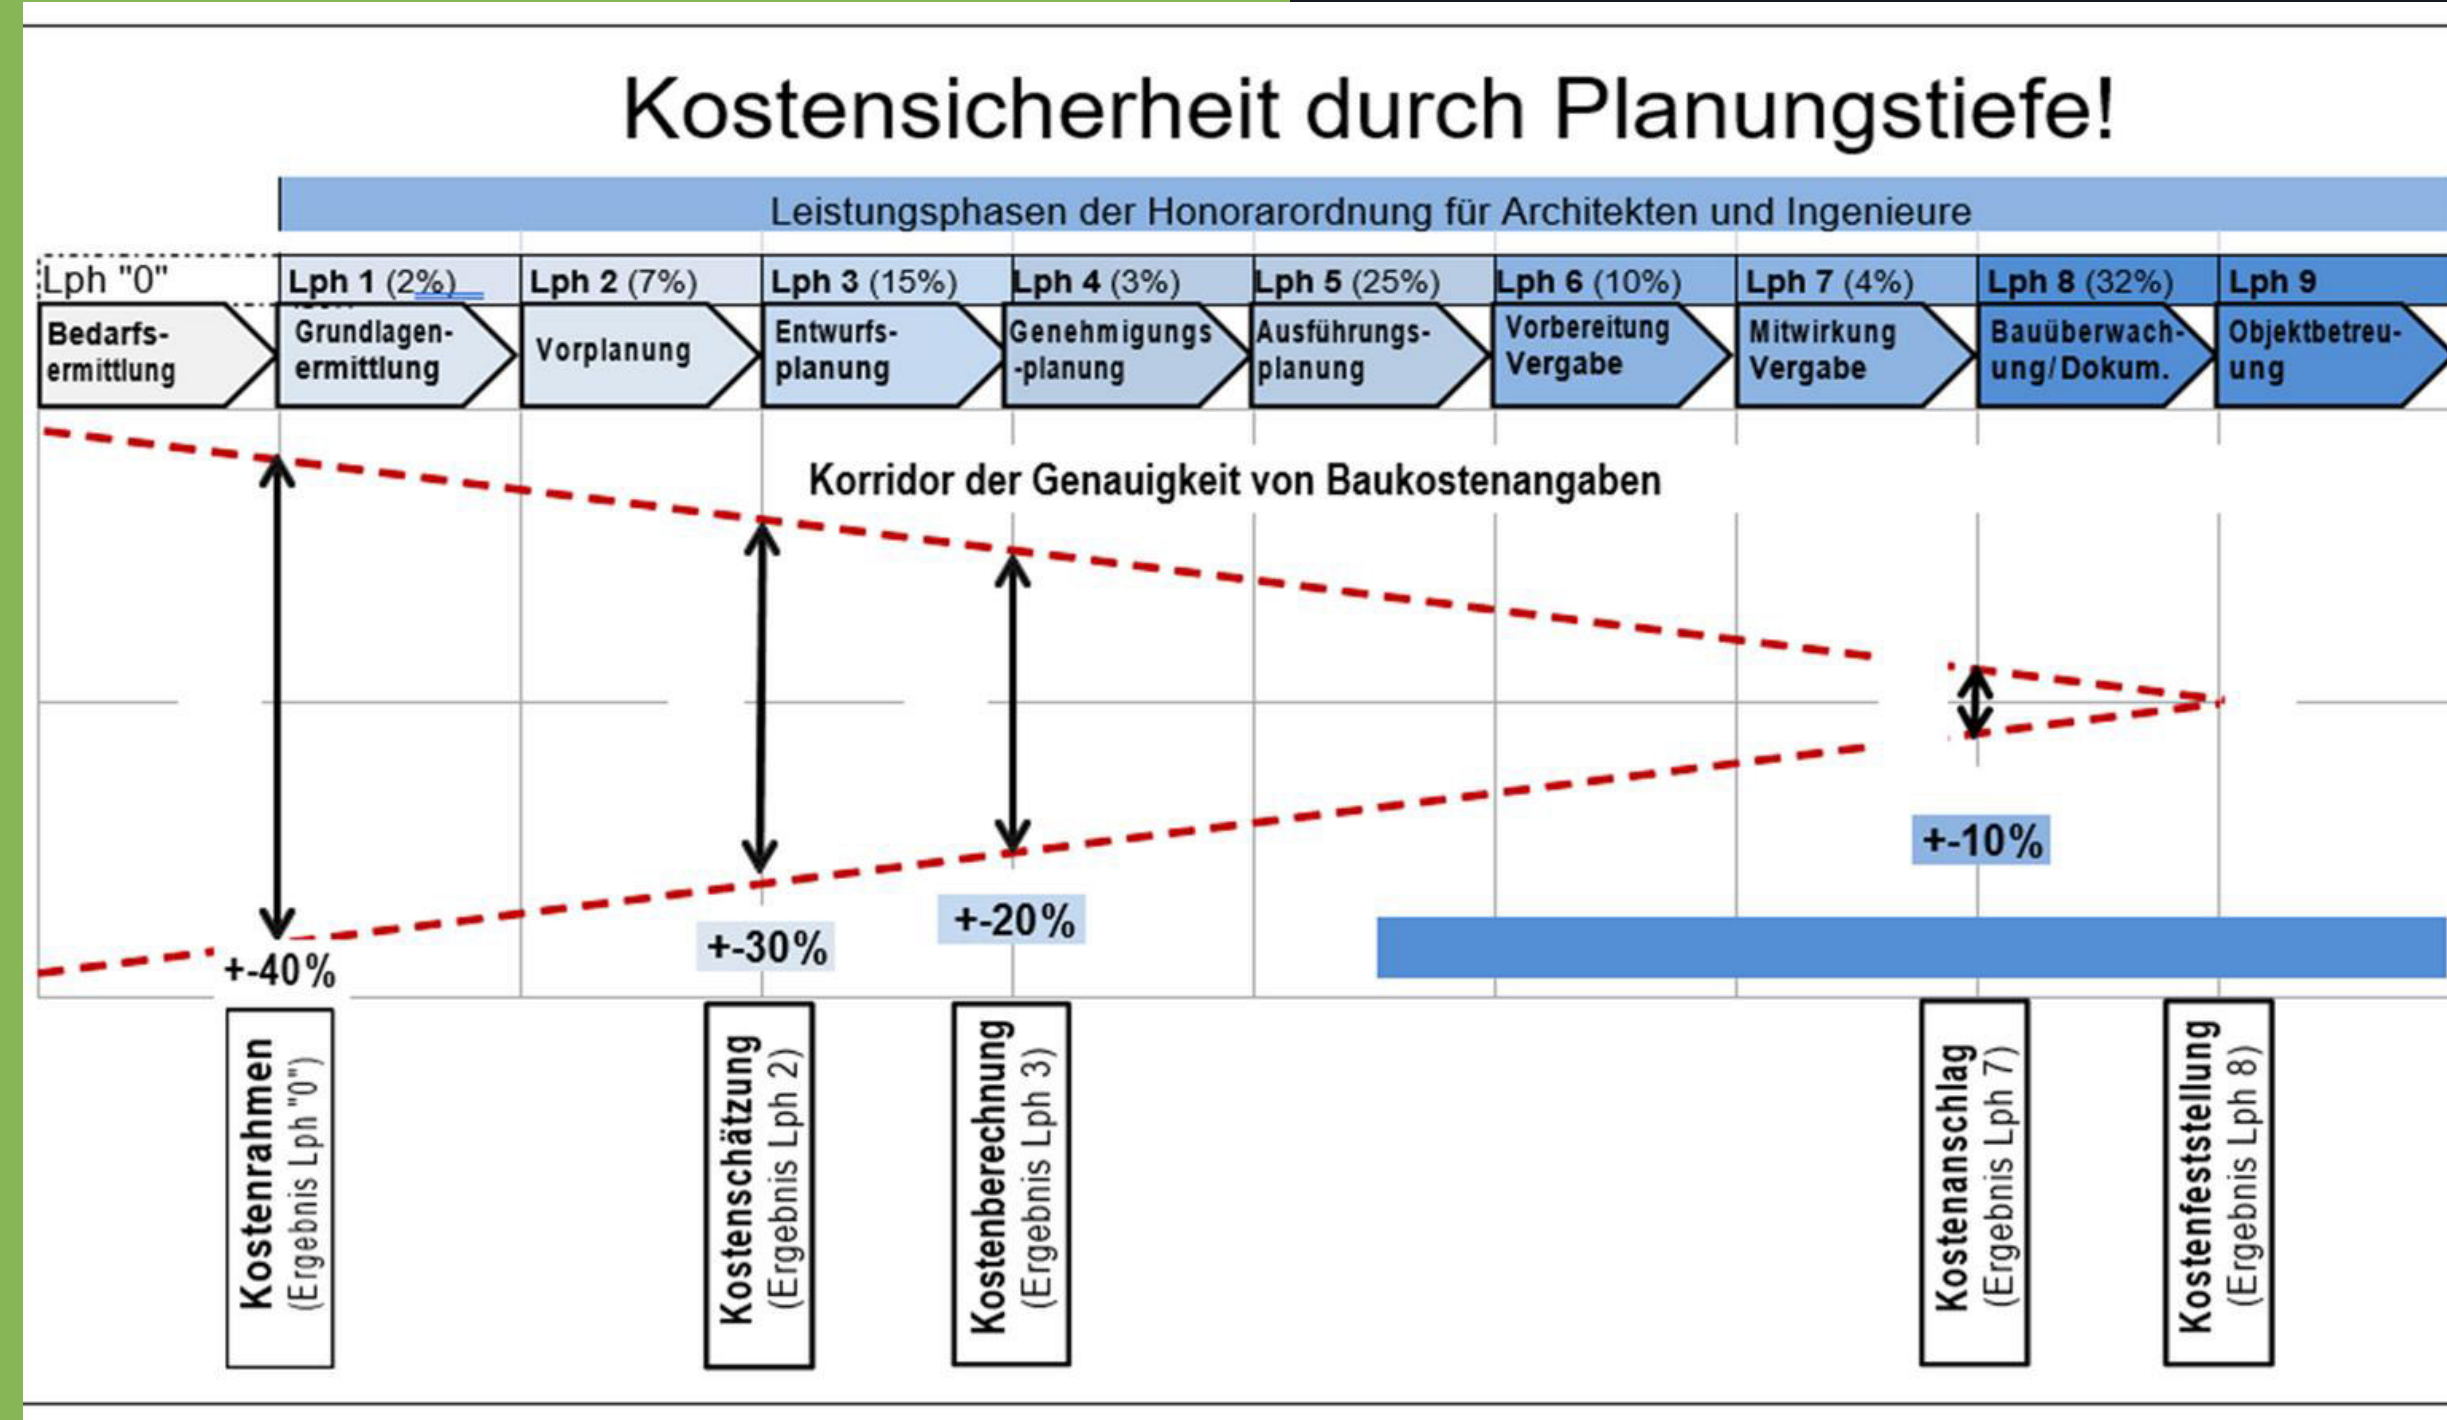 Kostensicherheit durch Planungstiefe!
Leistungsphasen der Honorarordnung für Architekten und Ingenieure
Lph "0"
Lph 1 (2%)
Lph 2 (7%)
Lph 3 (15%)
Lph 4 (3%)
Lph 5 (25%)
Lph 6 (10%)
Lph 7 (4%)
Lph 8 (32%)
Lph 9
Bedarfs-
ermittlung
Grundlagen-
ermittlung
Vorplanung
Entwurfs-
planung
Genehmigungs
-planung
Ausführungs-
planung
Vorbereitung
Vergabe
Mitwirkung
Vergabe
Bauüberwach-
ung/Dokum.
Objektbetreu-
ung
Korridor der Genauigkeit von Baukostenangaben
+-40%
+-30%
+-20%
+-10%
Kostenrahmen
(Ergebnis Lph "0")
Kostenschätzung
(Ergebnis Lph 2)
Kostenberechnung
(Ergebnis Lph 3)
Kostenanschlag
(Ergebnis Lph 7)
Kostenfeststellung
(Ergebnis Lph 8)